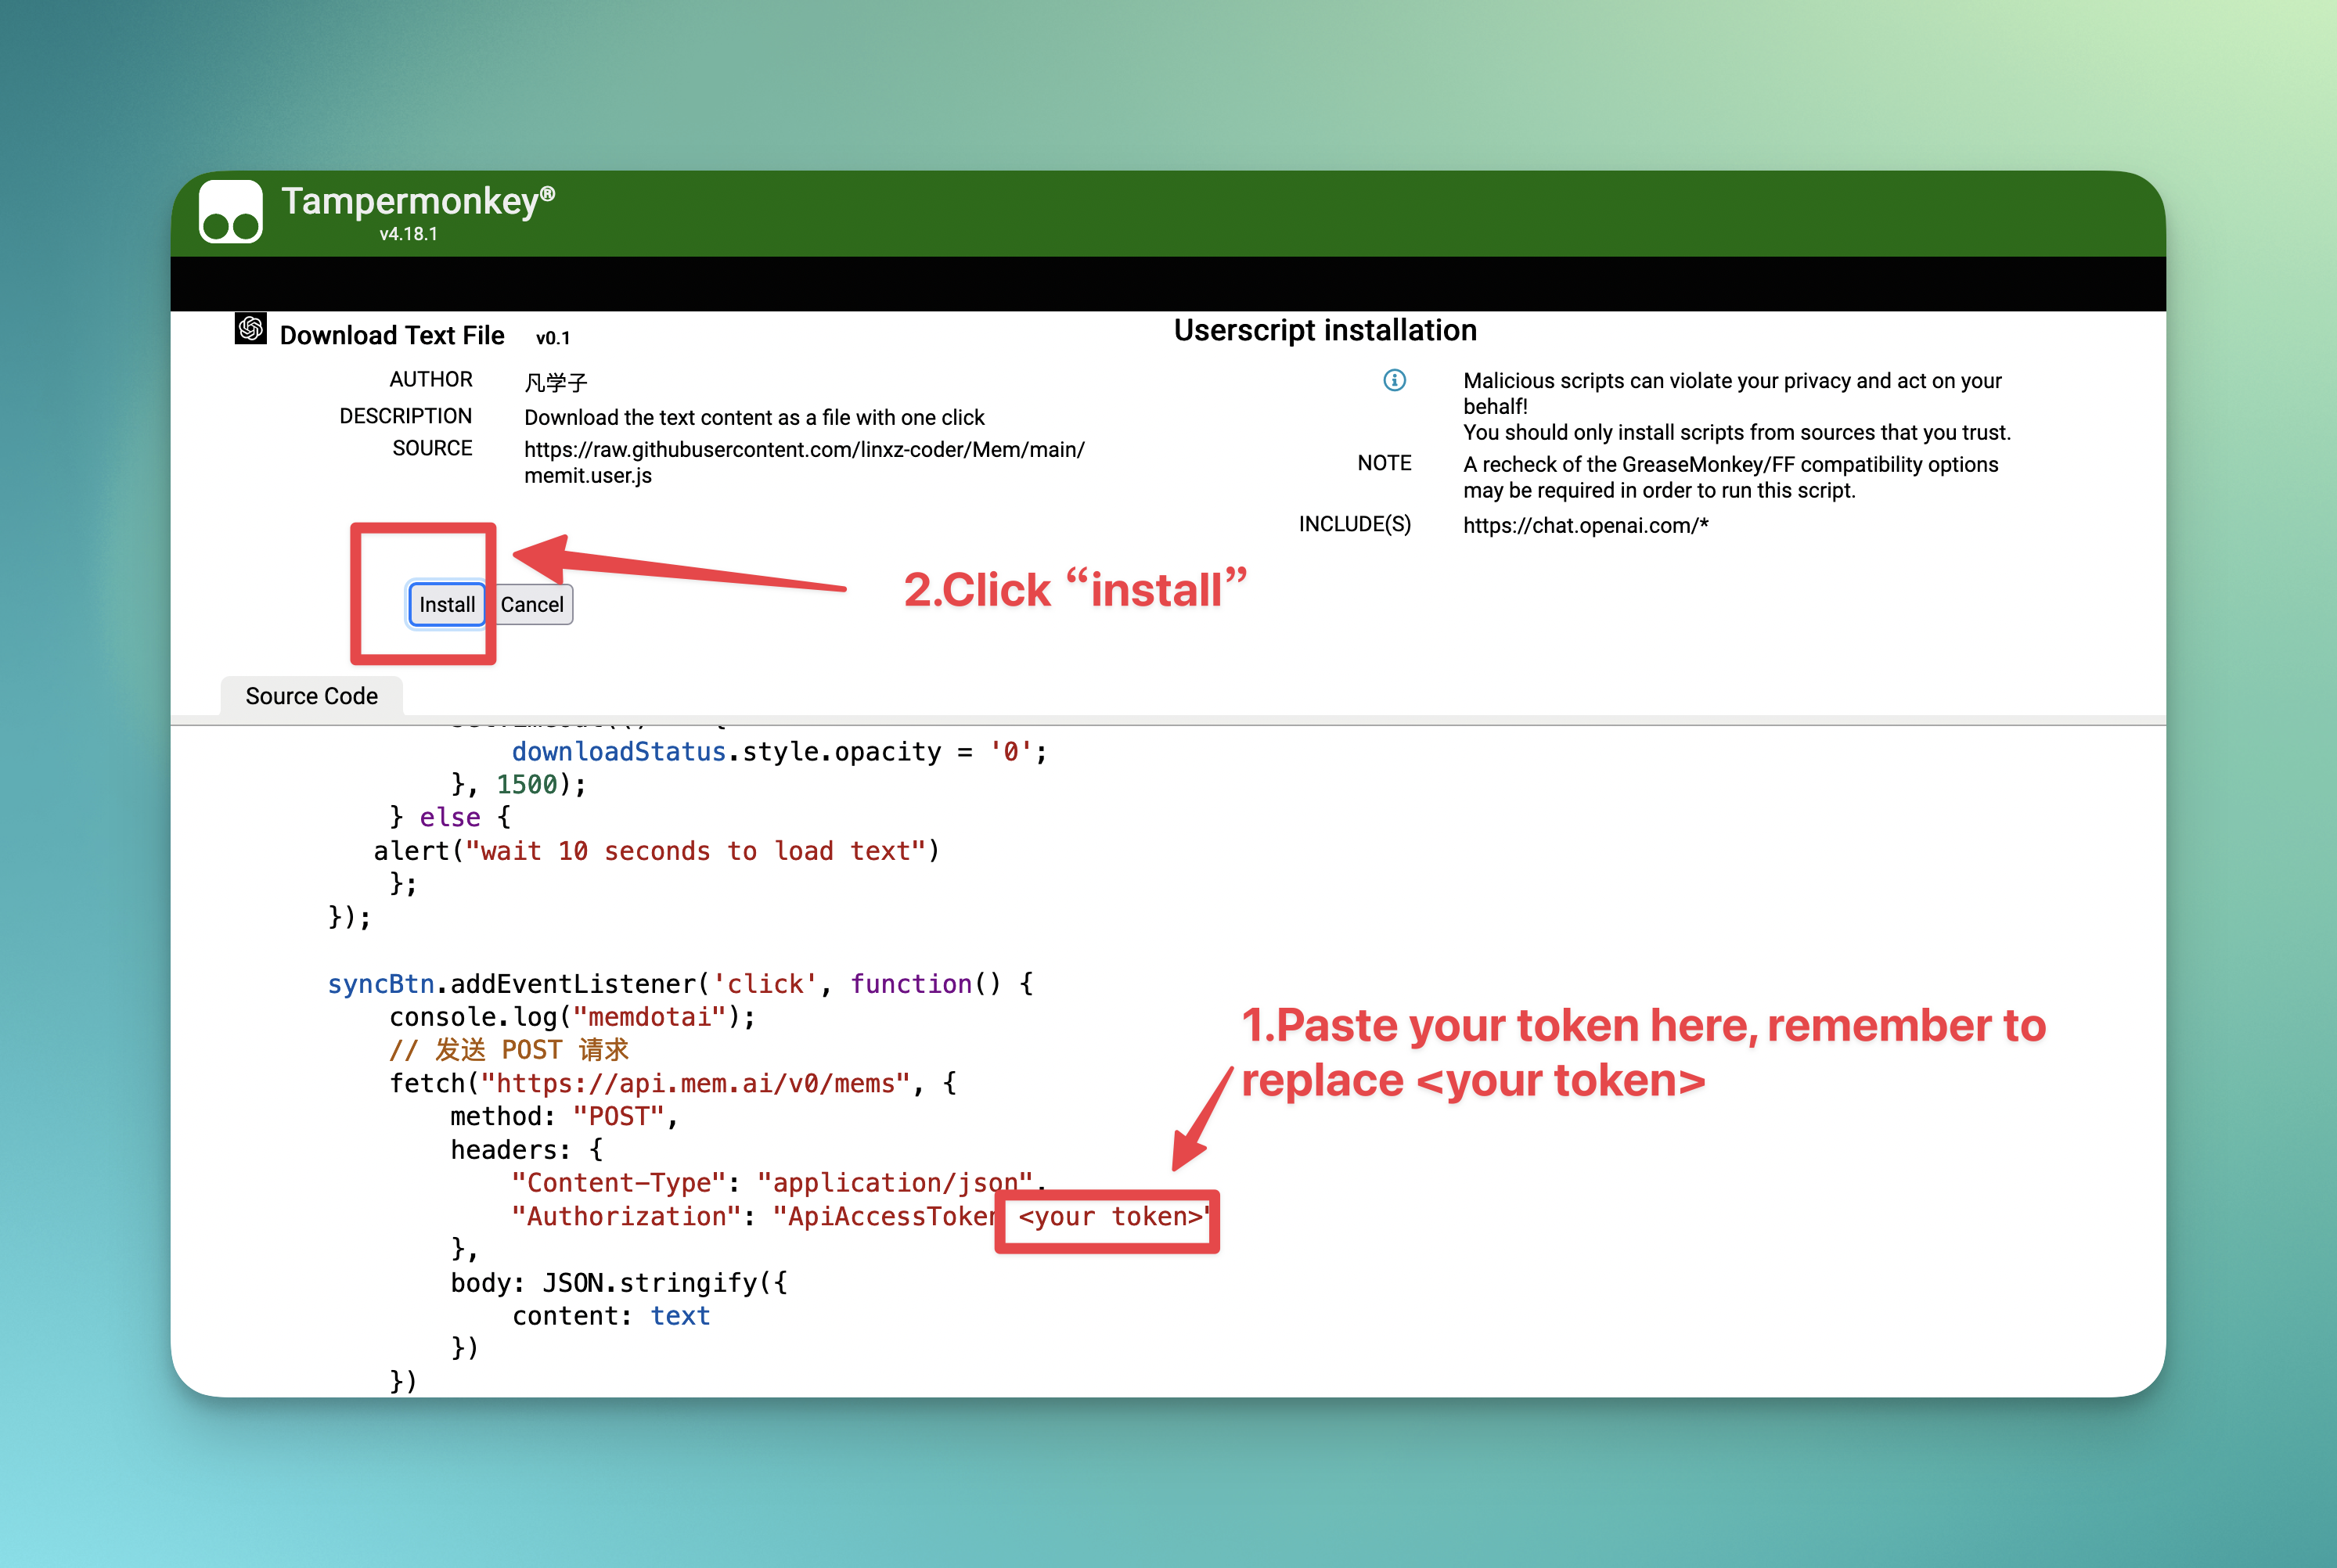 Tampermonkey®
v4.18.1
Download Text File v0.1
AUTHOR 凡学子
DESCRIPTION Download the text content as a file with one click
SOURCE https://raw.githubusercontent.com/linxz-coder/Mem/main/
memit.user.js
Userscript installation
Malicious scripts can violate your privacy and act on your
behalf!
You should only install scripts from sources that you trust.
NOTE A recheck of the GreaseMonkey/FF compatibility options
may be required in order to run this script.
INCLUDE(S) https://chat.openai.com/*
Install Cancel
2.Click “install”
Source Code
downloadStatus.style.opacity = '0';
}, 1500);
} else {
alert("wait 10 seconds to load text")
};
});
syncBtn.addEventListener('click', function() {
console.log("memdotai");
// 发送 POST 请求
fetch("https://api.mem.ai/v0/mems", {
method: "POST",
headers: {
"Content-Type": "application/json",
"Authorization": "ApiAccessToken <your token>"
},
body: JSON.stringify({
content: text
})
})
1.Paste your token here, remember to
replace <your token>